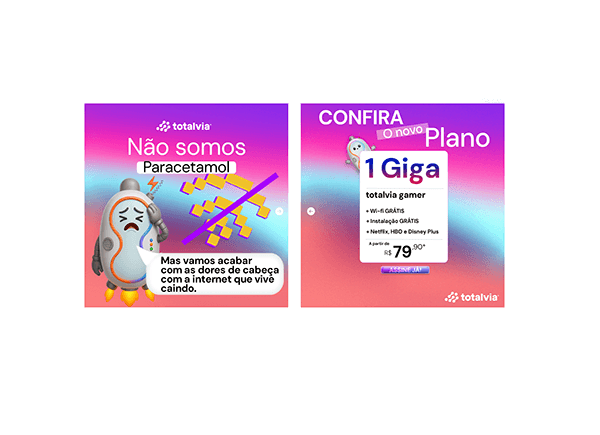 totalvia
Não somos
Paracetamol
Mas vamos acabar
com as dores de cabeça
com a internet que vive
caindo.
CONFIRA
O novo
Plano
1 Giga
totalvia gamer
+ Wi-fi GRÁTIS
+ Instalação GRÁTIS
+ Netflix, HBO e Disney Plus
A partir de
R$ 79,90*
ASSINE JÁ!
totalvia